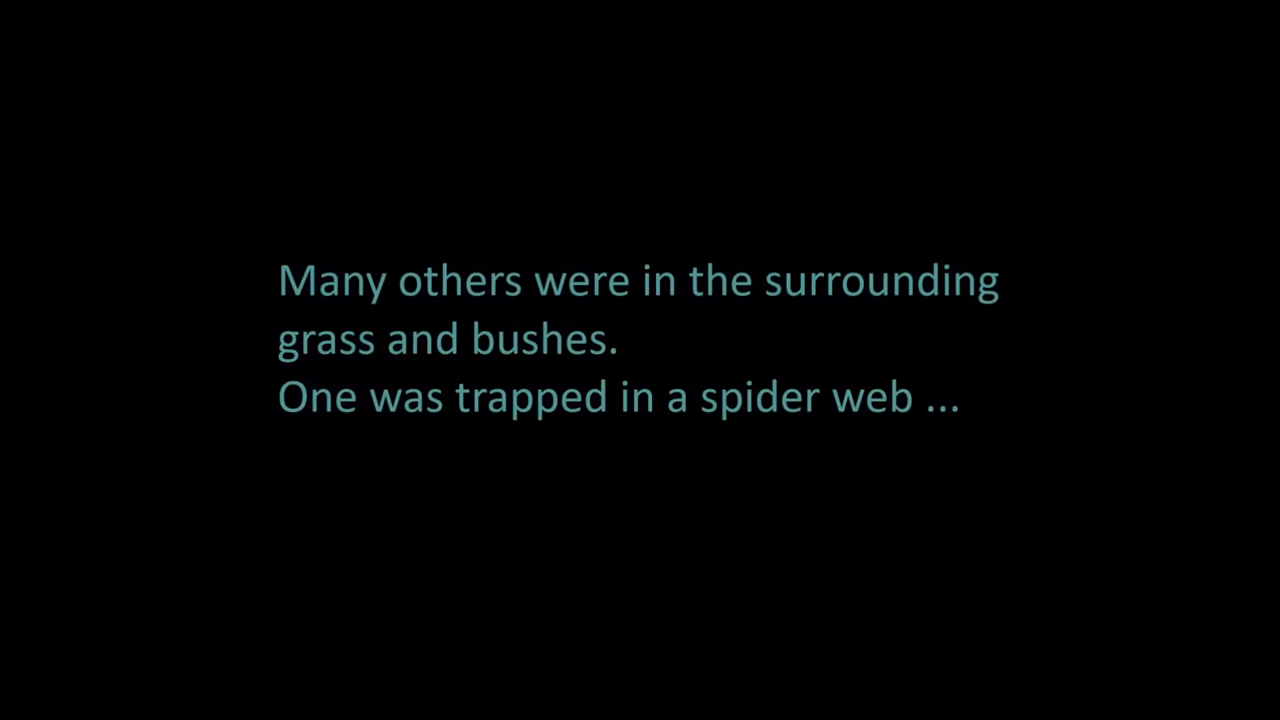 Many others were in the surrounding
grass and bushes.
One was trapped in a spider web ...